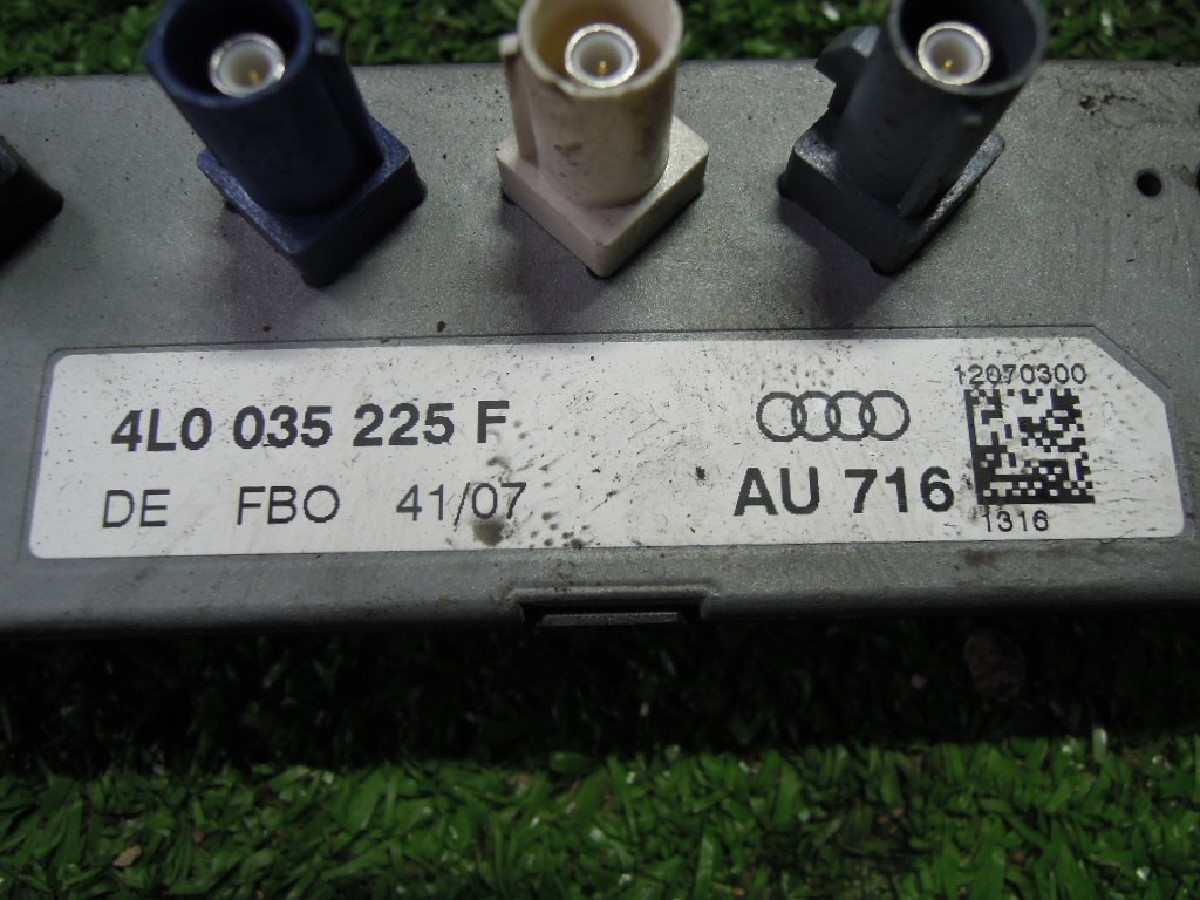 12070300
4L0 035 225 F
AU 716
DE FBO 41/07
1316